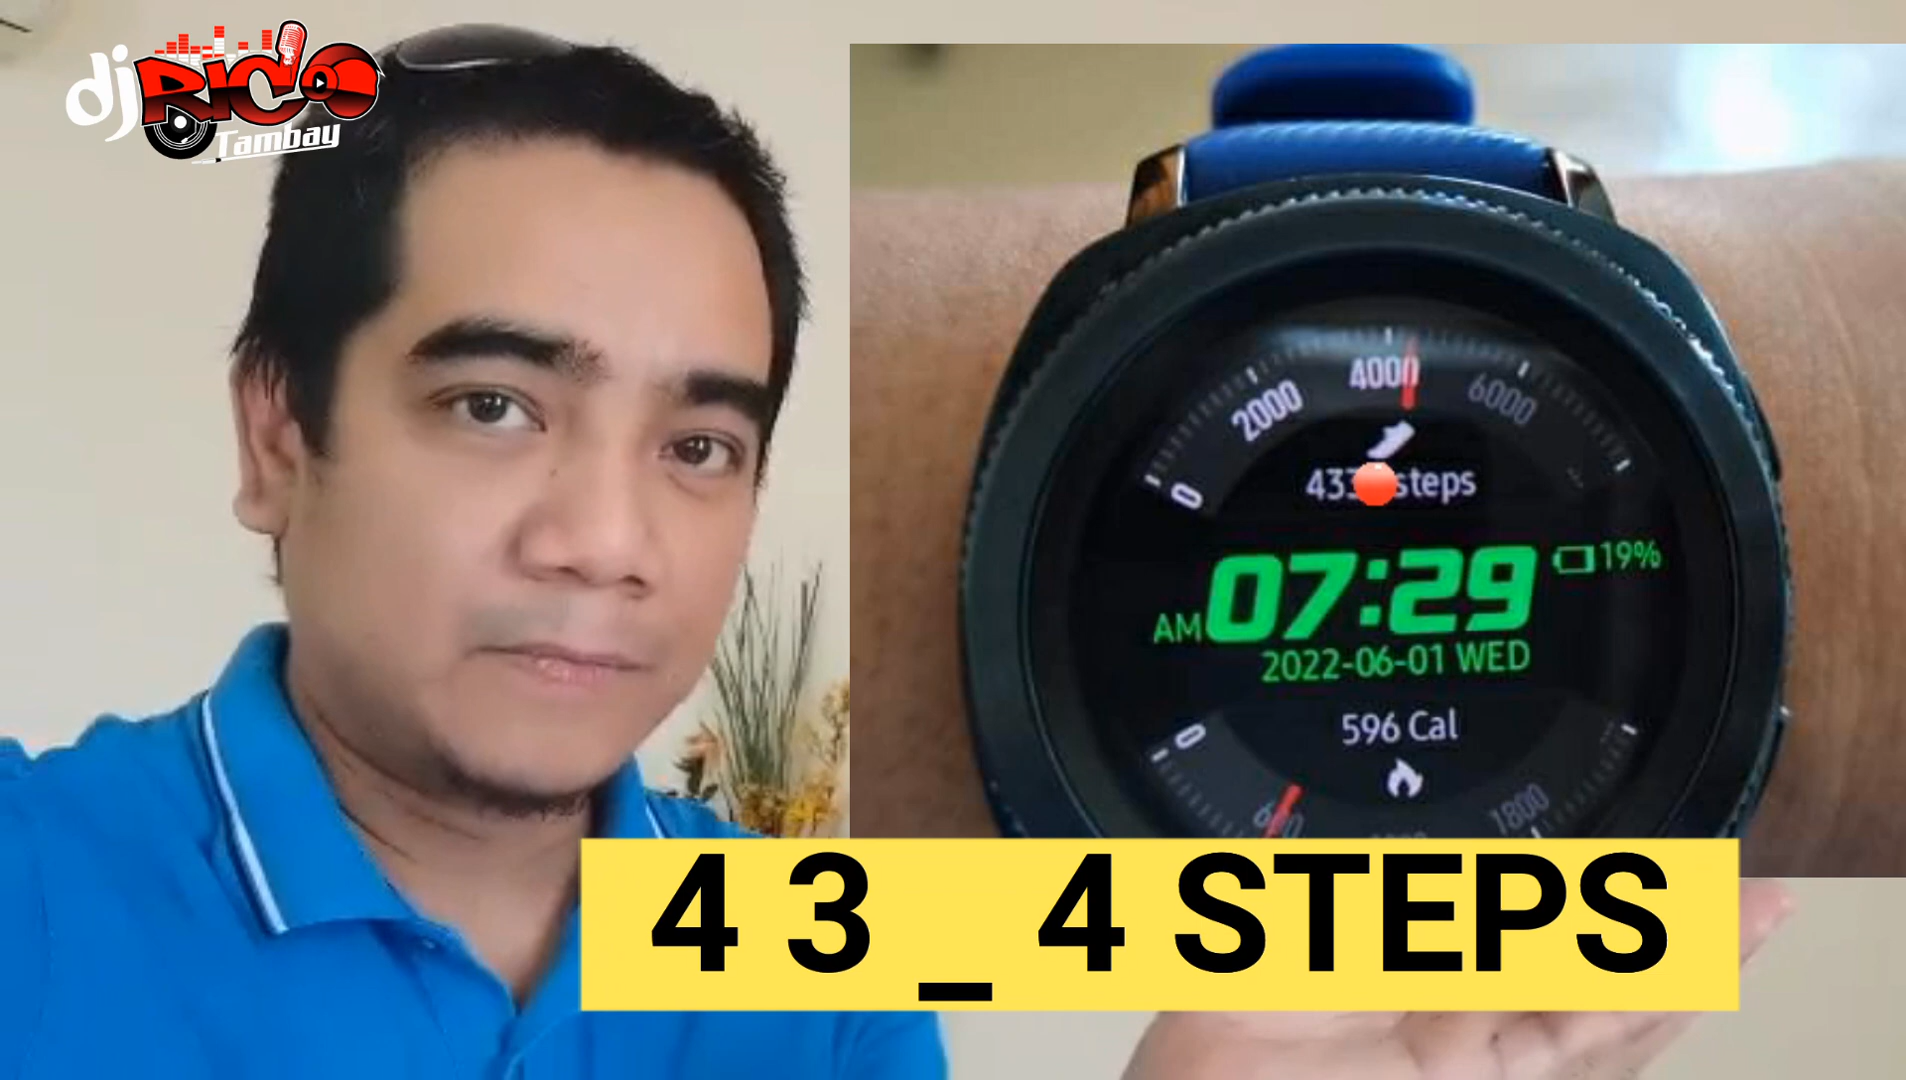 dj RICO
Tambay
0 2000 4000 6000
steps
07:29
AM
19%
2022-06-01 WED
596 Cal
0 1800
4 3 _ 4 STEPS